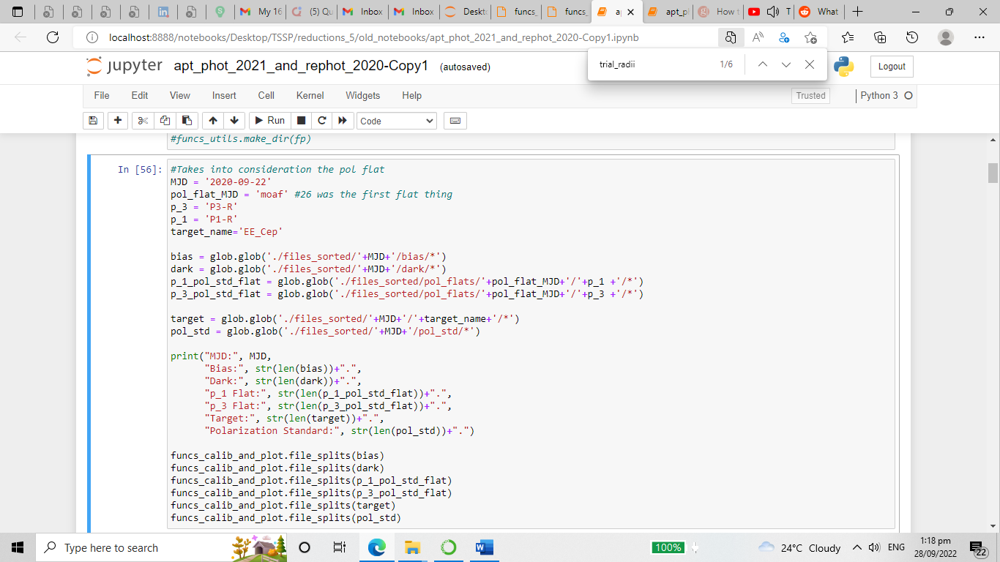 My 16
(5) Qu
Inbox
Inbox
Deskto
funcs_
funcs_
ap
apt_pl
How t
T
What
localhost:8888/notebooks/Desktop/TSSP/reductions_5/old_notebooks/apt_phot_2021_and_rephot_2020-Copy1.ipynb
trial_radii 1/6
jupyter apt_phot_2021_and_rephot_2020-Copy1 (autosaved)
Logout
File Edit View Insert Cell Kernel Widgets Help
Trusted
Python 3
Run
Code
#funcs_utils.make_dir(fp)
In [56]:
#Takes into consideration the pol flat
MJD = '2020-09-22'
pol_flat_MJD = 'moaf' #26 was the first flat thing
p_3 = 'P3-R'
p_1 = 'P1-R'
target_name='EE_Cep'
bias = glob.glob('./files_sorted/'+MJD+'/bias/*')
dark = glob.glob('./files_sorted/'+MJD+'/dark/*')
p_1_pol_std_flat = glob.glob('./files_sorted/pol_flats/'+pol_flat_MJD+'/'+p_1 +'/*')
p_3_pol_std_flat = glob.glob('./files_sorted/pol_flats/'+pol_flat_MJD+'/'+p_3 +'/*')
target = glob.glob('./files_sorted/'+MJD+'/'+target_name+'/*')
pol_std = glob.glob('./files_sorted/'+MJD+'/pol_std/*')
print("MJD:", MJD,
"Bias:", str(len(bias))+".",
"Dark:", str(len(dark))+".",
"p_1 Flat:", str(len(p_1_pol_std_flat))+".",
"p_3 Flat:", str(len(p_3_pol_std_flat))+".",
"Target:", str(len(target))+".",
"Polarization Standard:", str(len(pol_std))+".")
funcs_calib_and_plot.file_splits(bias)
funcs_calib_and_plot.file_splits(dark)
funcs_calib_and_plot.file_splits(p_1_pol_std_flat)
funcs_calib_and_plot.file_splits(p_3_pol_std_flat)
funcs_calib_and_plot.file_splits(target)
funcs_calib_and_plot.file_splits(pol_std)
Type here to search
100%
24°C Cloudy
ENG
1:18 pm
28/09/2022
22